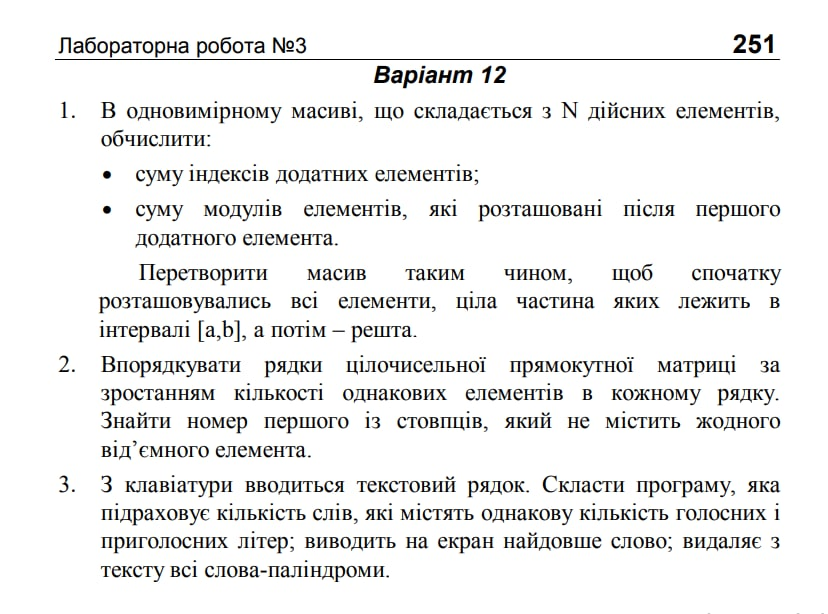 Лабораторна робота №3 251
Варіант 12
1. В одновимірному масиві, що складається з N дійсних елементів,
обчислити:
• суму індексів додатних елементів;
• суму модулів елементів, які розташовані після першого
додатного елемента.
Перетворити масив таким чином, щоб спочатку
розташовувались всі елементи, ціла частина яких лежить в
інтервалі [a,b], а потім – решта.
2. Впорядкувати рядки цілочисельної прямокутної матриці за
зростанням кількості однакових елементів в кожному рядку.
Знайти номер першого із стовпців, який не містить жодного
від’ємного елемента.
3. З клавіатури вводиться текстовий рядок. Скласти програму, яка
підраховує кількість слів, які містять однакову кількість голосних і
приголосних літер; виводить на екран найдовше слово; видаляє з
тексту всі слова-паліндроми.